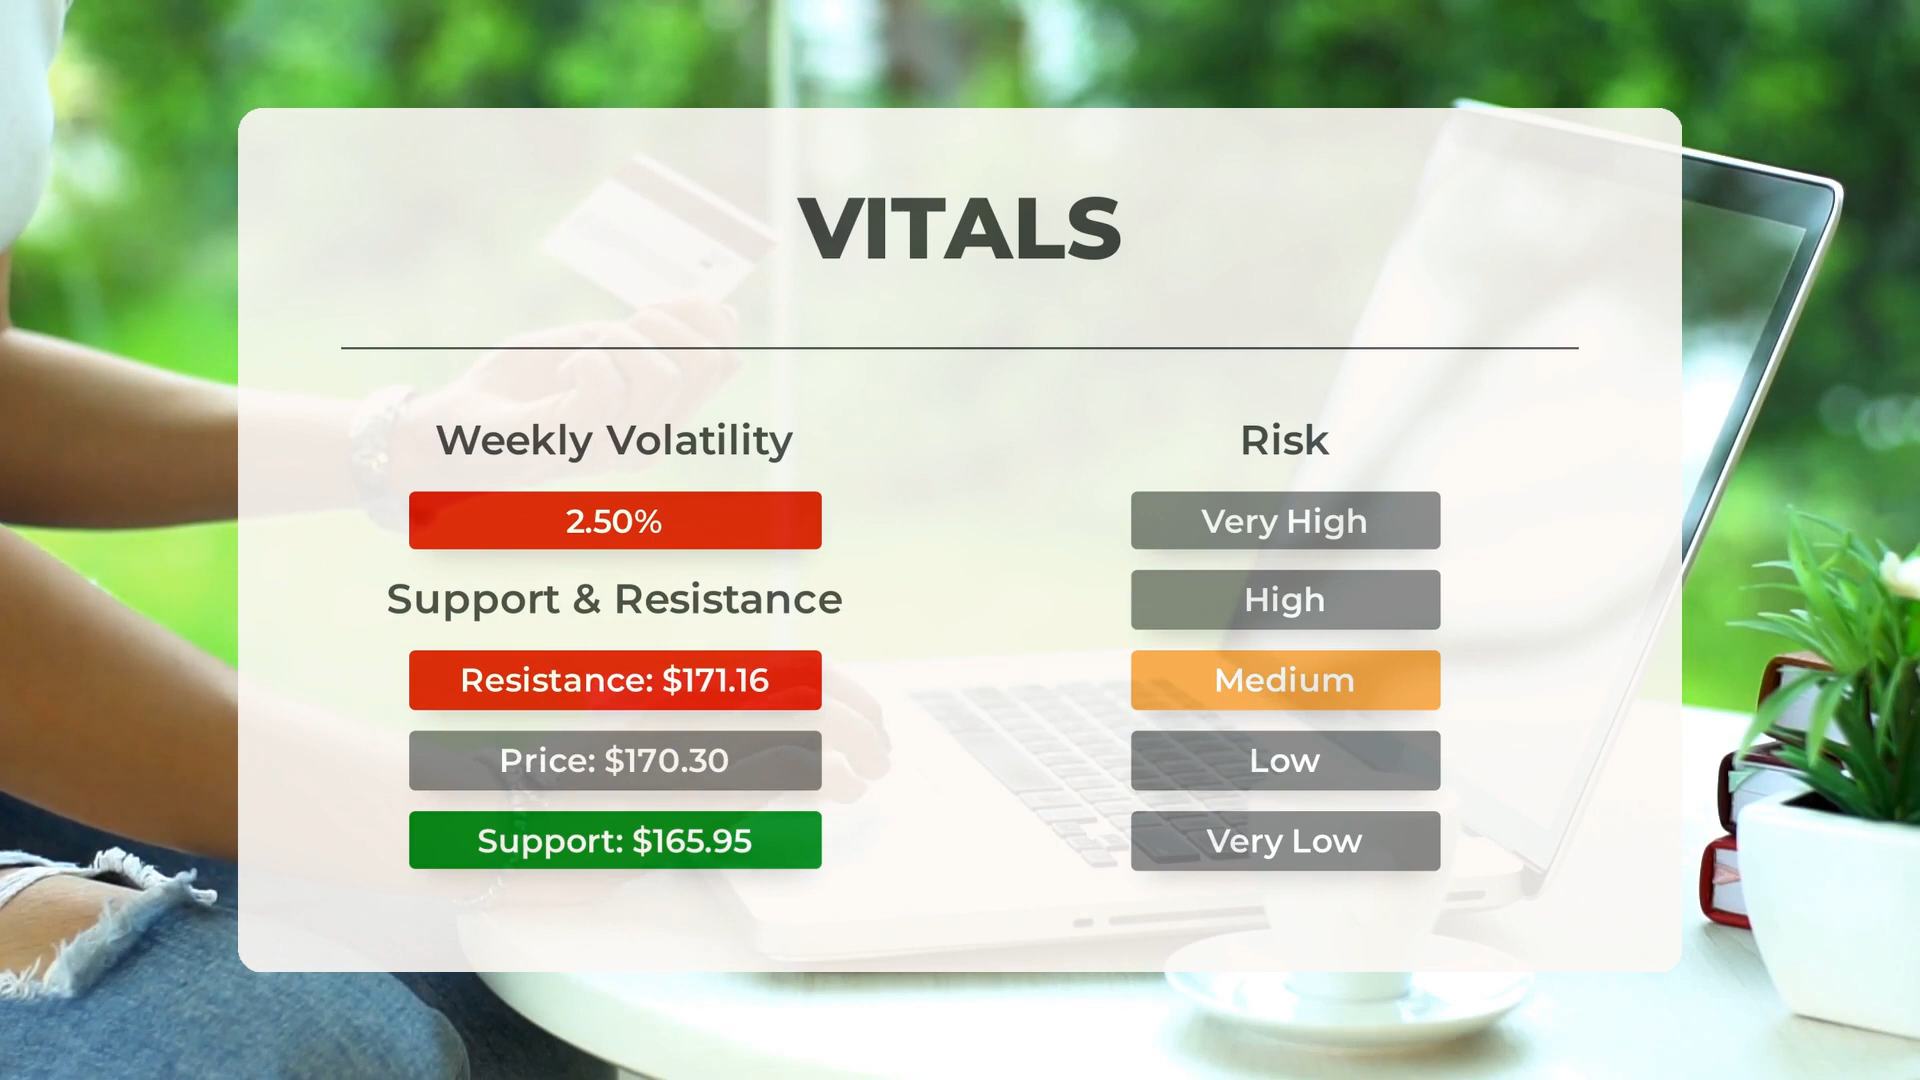 VITALS
Weekly Volatility
2.50%
Support & Resistance
Resistance: $171.16
Price: $170.30
Support: $165.95
Risk
Very High
High
Medium
Low
Very Low